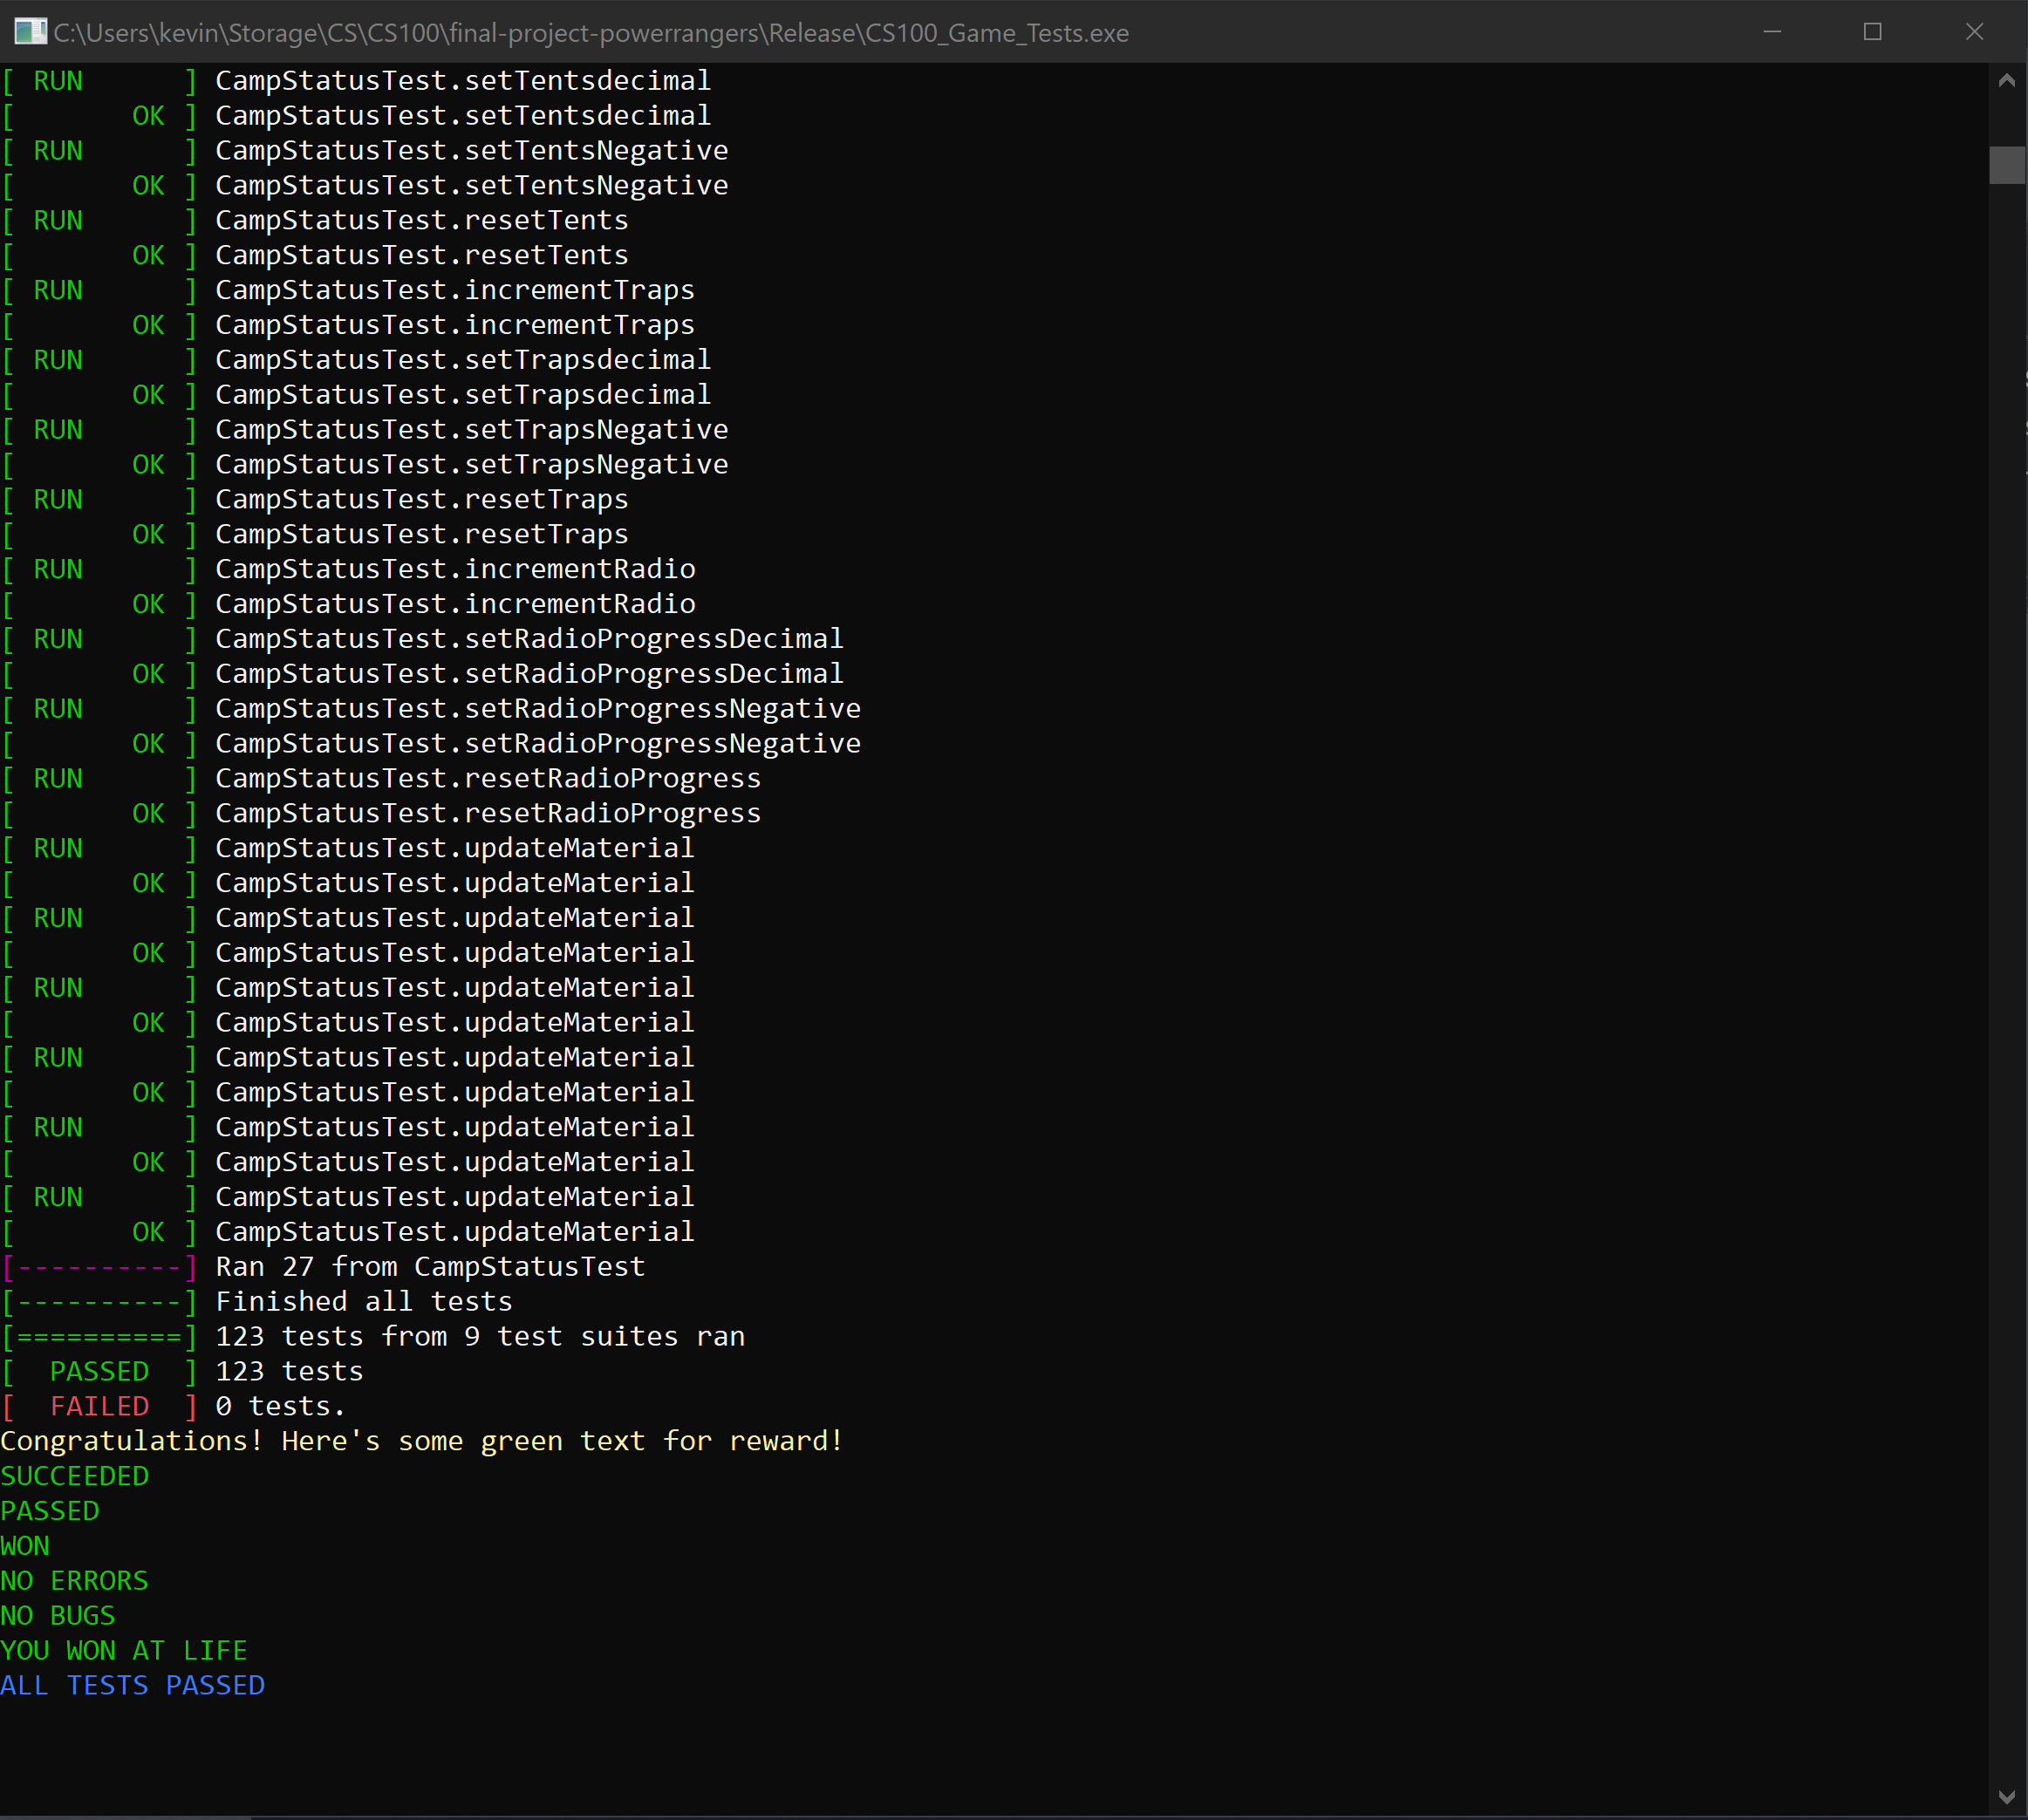 C:\Users\kevin\Storage\CS\CS100\final-project-powerrangers\Release\CS100_Game_Tests.exe
[ RUN      ] CampStatusTest.setTentsdecimal
[       OK ] CampStatusTest.setTentsdecimal
[ RUN      ] CampStatusTest.setTentsNegative
[       OK ] CampStatusTest.setTentsNegative
[ RUN      ] CampStatusTest.resetTents
[       OK ] CampStatusTest.resetTents
[ RUN      ] CampStatusTest.incrementTraps
[       OK ] CampStatusTest.incrementTraps
[ RUN      ] CampStatusTest.setTrapsdecimal
[       OK ] CampStatusTest.setTrapsdecimal
[ RUN      ] CampStatusTest.setTrapsNegative
[       OK ] CampStatusTest.setTrapsNegative
[ RUN      ] CampStatusTest.resetTraps
[       OK ] CampStatusTest.resetTraps
[ RUN      ] CampStatusTest.incrementRadio
[       OK ] CampStatusTest.incrementRadio
[ RUN      ] CampStatusTest.setRadioProgressDecimal
[       OK ] CampStatusTest.setRadioProgressDecimal
[ RUN      ] CampStatusTest.setRadioProgressNegative
[       OK ] CampStatusTest.setRadioProgressNegative
[ RUN      ] CampStatusTest.resetRadioProgress
[       OK ] CampStatusTest.resetRadioProgress
[ RUN      ] CampStatusTest.updateMaterial
[       OK ] CampStatusTest.updateMaterial
[ RUN      ] CampStatusTest.updateMaterial
[       OK ] CampStatusTest.updateMaterial
[ RUN      ] CampStatusTest.updateMaterial
[       OK ] CampStatusTest.updateMaterial
[ RUN      ] CampStatusTest.updateMaterial
[       OK ] CampStatusTest.updateMaterial
[ RUN      ] CampStatusTest.updateMaterial
[       OK ] CampStatusTest.updateMaterial
[ RUN      ] CampStatusTest.updateMaterial
[       OK ] CampStatusTest.updateMaterial
[----------] Ran 27 from CampStatusTest
[----------] Finished all tests
[==========] 123 tests from 9 test suites ran
[  PASSED  ] 123 tests
[  FAILED  ] 0 tests.
Congratulations! Here's some green text for reward!
SUCCEEDED
PASSED
WON
NO ERRORS
NO BUGS
YOU WON AT LIFE
ALL TESTS PASSED